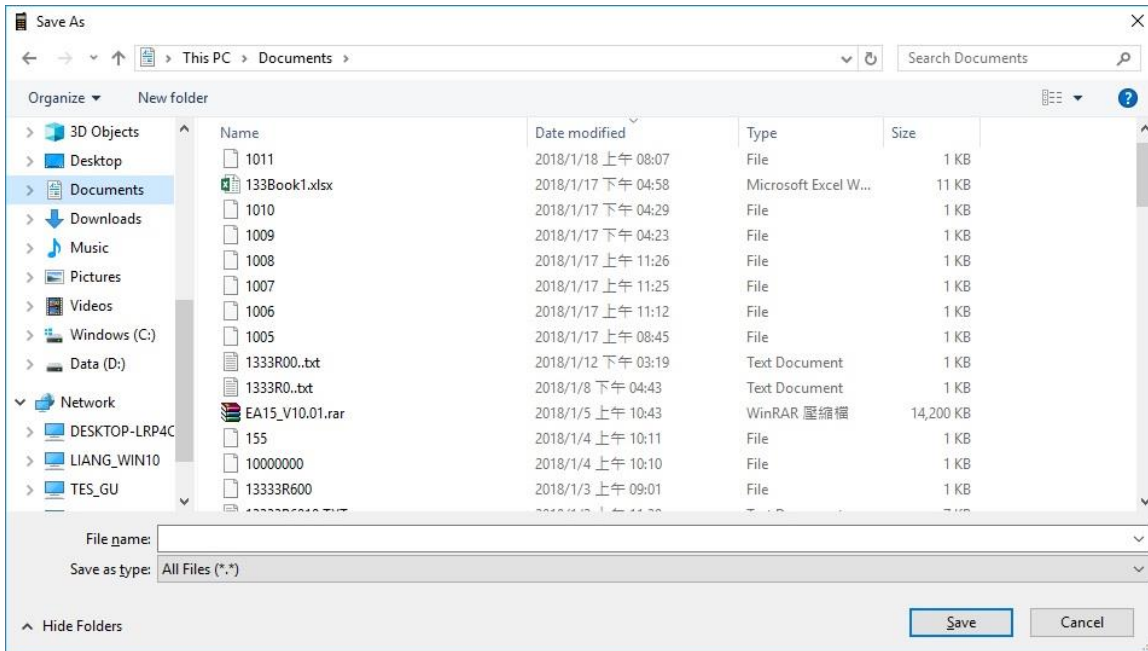 Save As
This PC > Documents >
Search Documents
Organize
New folder
3D Objects
Desktop
Documents
Downloads
Music
Pictures
Videos
Windows (C:)
Data (D:)
Network
DESKTOP-LRP4C
LIANG_WIN10
TES_GU
Name Date modified Type Size
1011 2018/1/18 上午 08:07 File 1 KB
133Book1.xlsx 2018/1/17 下午 04:58 Microsoft Excel W... 11 KB
1010 2018/1/17 下午 04:29 File 1 KB
1009 2018/1/17 下午 04:23 File 1 KB
1008 2018/1/17 上午 11:26 File 1 KB
1007 2018/1/17 上午 11:25 File 1 KB
1006 2018/1/17 上午 11:12 File 1 KB
1005 2018/1/17 上午 08:45 File 1 KB
1333R00..txt 2018/1/12 下午 03:19 Text Document 1 KB
1333R0..txt 2018/1/8 下午 04:43 Text Document 1 KB
EA15_V10.01.rar 2018/1/5 上午 10:43 WinRAR 壓縮檔 14,200 KB
155 2018/1/4 上午 10:11 File 1 KB
10000000 2018/1/4 上午 10:10 File 1 KB
13333R600 2018/1/3 上午 09:01 File 1 KB
File name:
Save as type: All Files (*.*)
Hide Folders
Save
Cancel